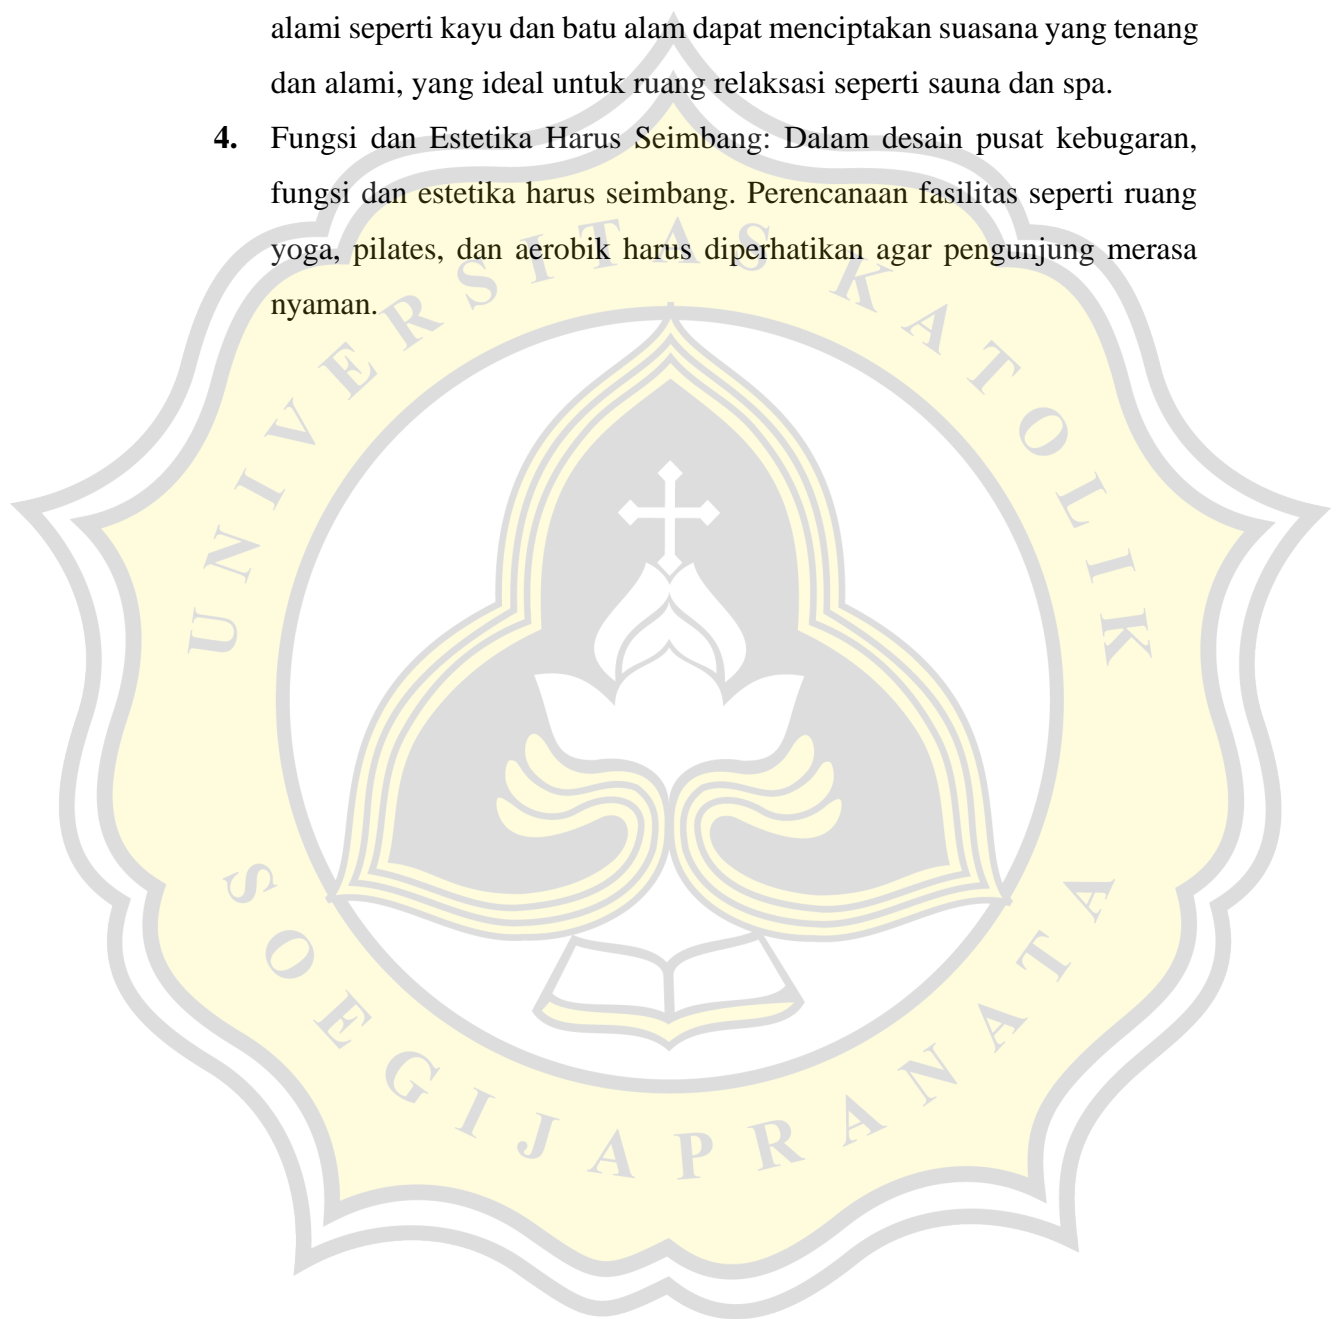 alami seperti kayu dan batu alam dapat menciptakan suasana yang tenang
dan alami, yang ideal untuk ruang relaksasi seperti sauna dan spa.
4. Fungsi dan Estetika Harus Seimbang: Dalam desain pusat kebugaran,
fungsi dan estetika harus seimbang. Perencanaan fasilitas seperti ruang
yoga, pilates, dan aerobik harus diperhatikan agar pengunjung merasa
nyaman.
UNIVERSITAS KATOLIK
SOEGIJAPRANATA